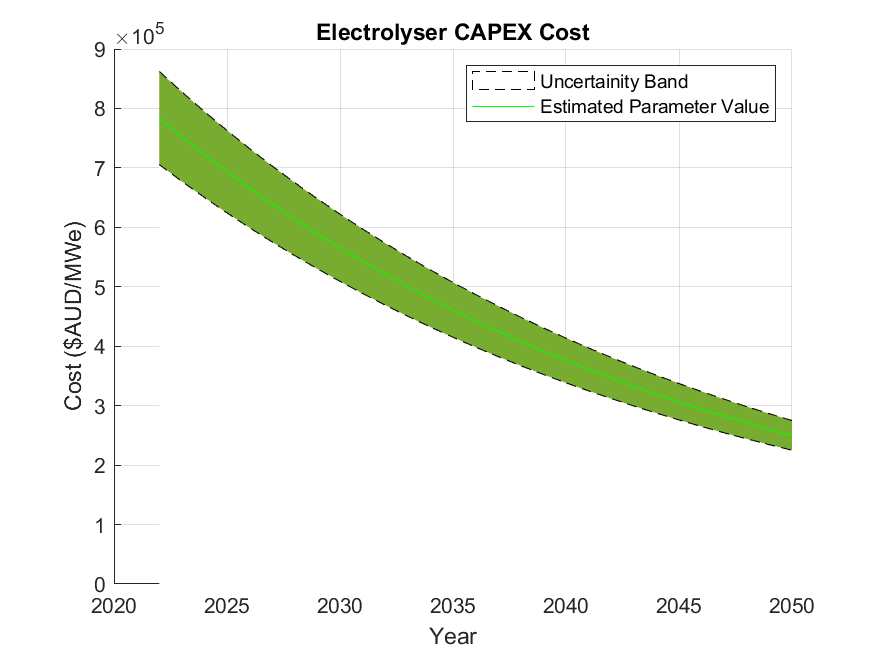 Electrolyser CAPEX Cost
×10^5
9
8
7
6
5
4
3
2
1
0
Cost ($AUD/MWe)
Uncertainity Band
Estimated Parameter Value
2020 2025 2030 2035 2040 2045 2050
Year